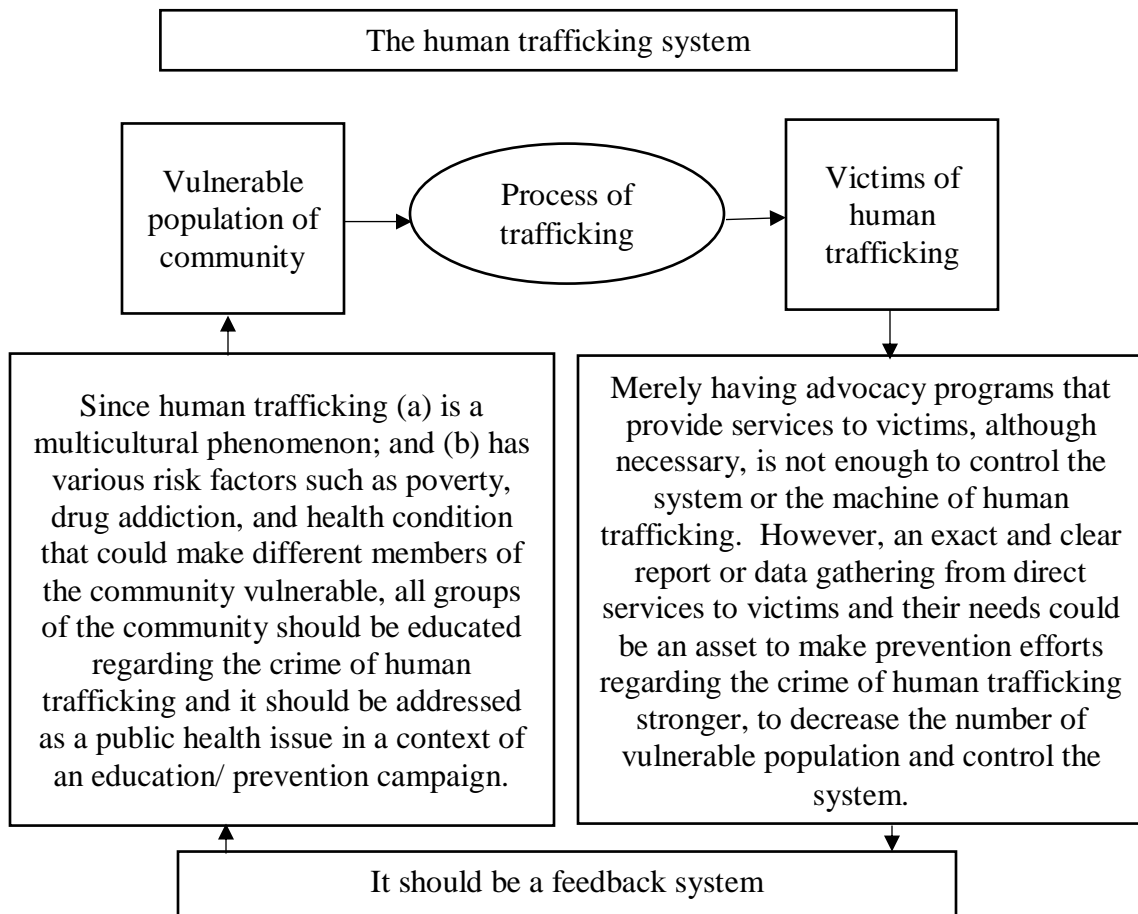 The human trafficking system
Vulnerable
population of
community
Process of
trafficking
Victims of
human
trafficking
Since human trafficking (a) is a
multicultural phenomenon; and (b) has
various risk factors such as poverty,
drug addiction, and health condition
that could make different members of
the community vulnerable, all groups
of the community should be educated
regarding the crime of human
trafficking and it should be addressed
as a public health issue in a context of
an education/ prevention campaign.
Merely having advocacy programs that
provide services to victims, although
necessary, is not enough to control the
system or the machine of human
trafficking.  However, an exact and clear
report or data gathering from direct
services to victims and their needs could
be an asset to make prevention efforts
regarding the crime of human trafficking
stronger, to decrease the number of
vulnerable population and control the
system.
It should be a feedback system